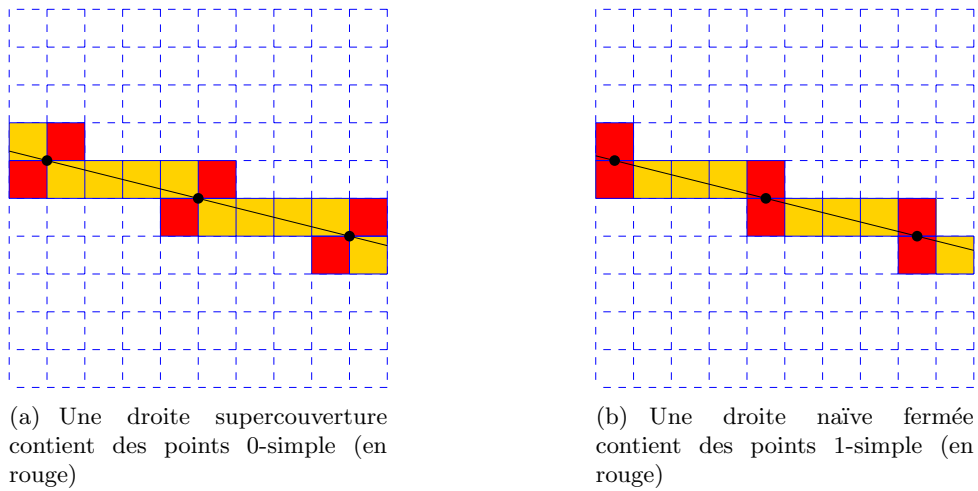 (a) Une droite supercouverture
contient des points 0-simple (en
rouge)
(b) Une droite naïve fermée
contient des points 1-simple (en
rouge)